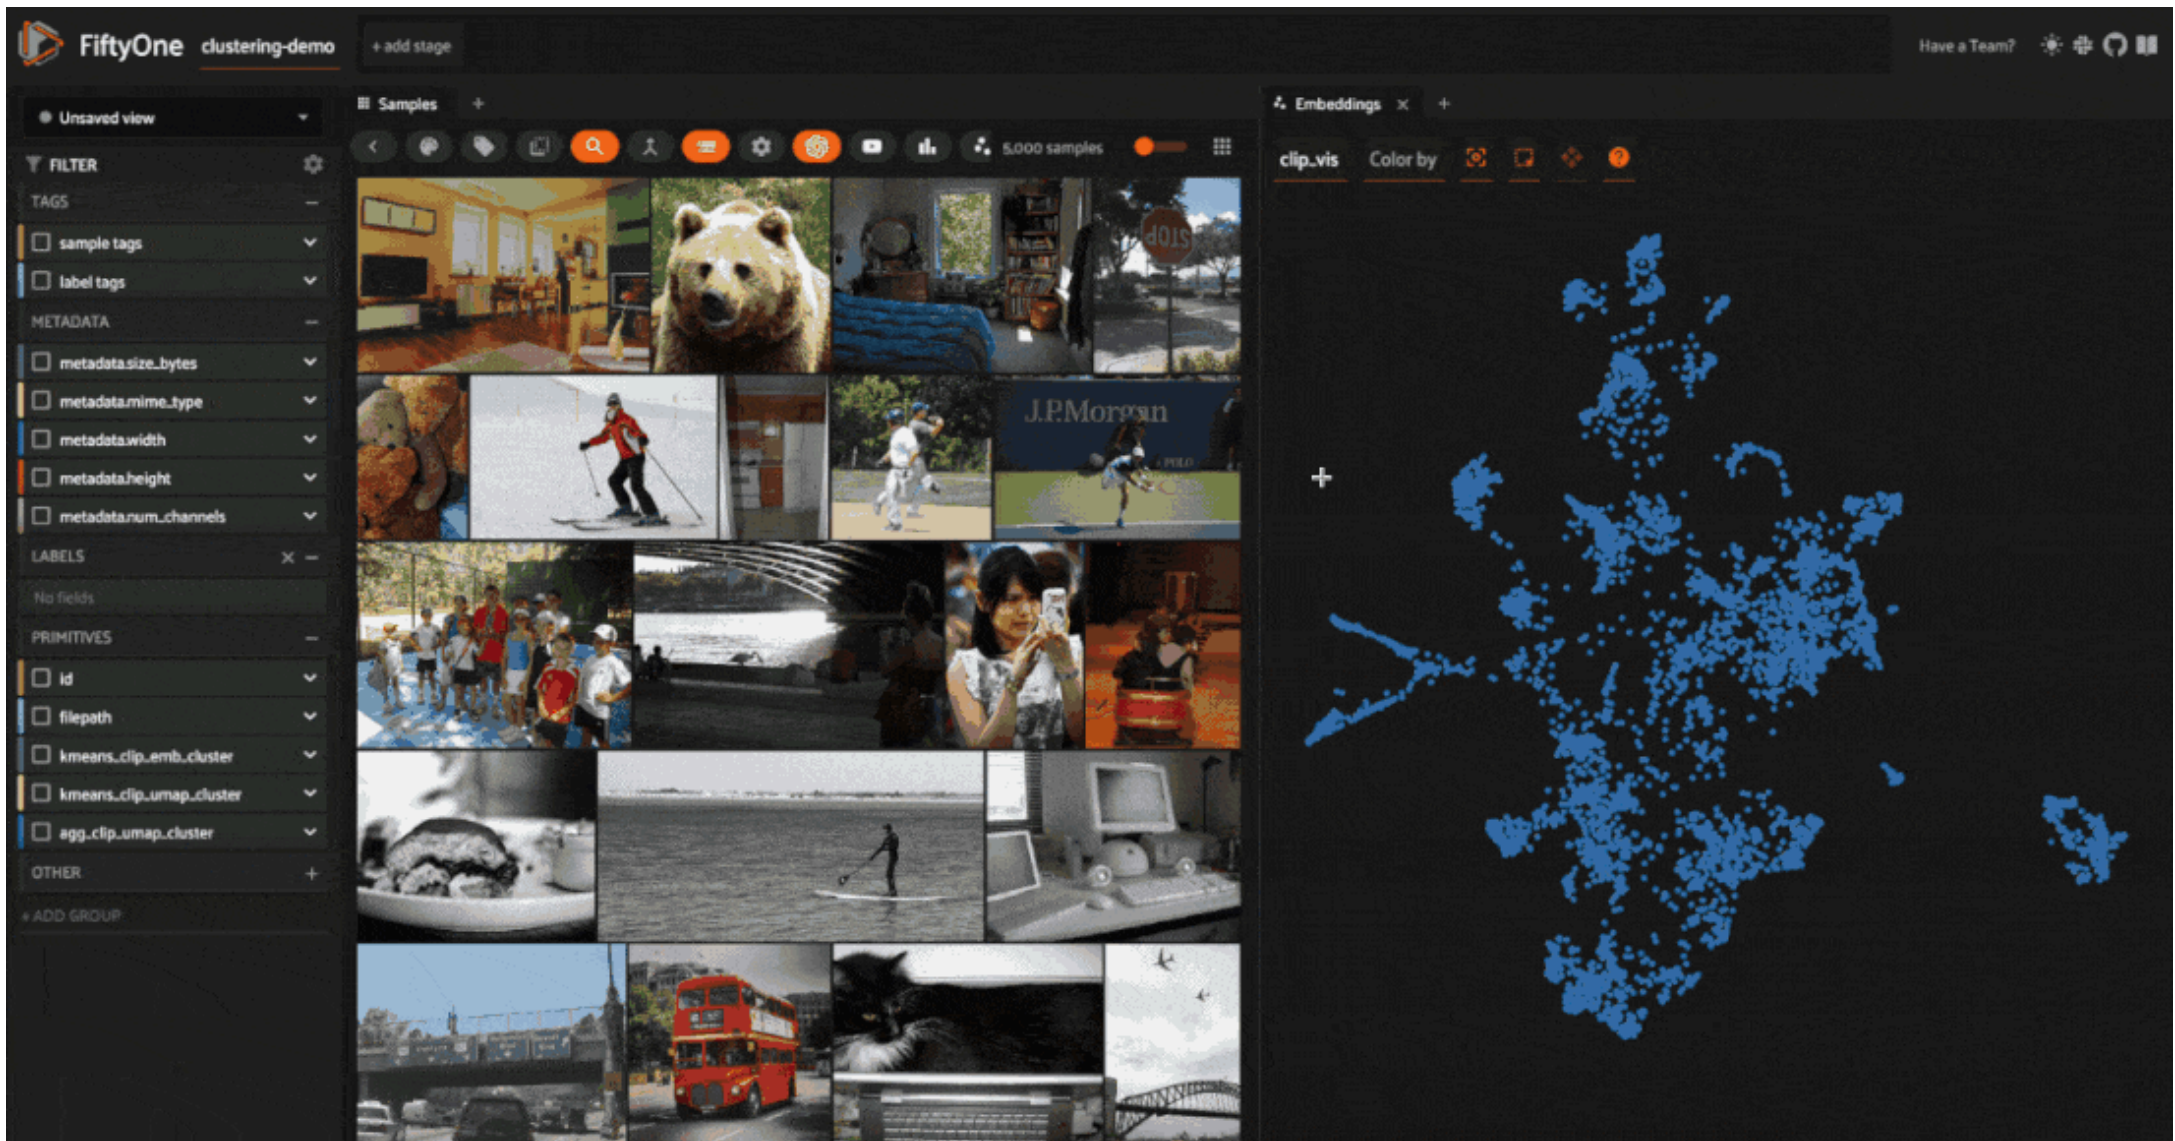 FiftyOne
clustering-demo
+ add stage
Have a Team?
Unsaved view
FILTER
TAGS
sample tags
label tags
METADATA
metadata.size_bytes
metadata.mime_type
metadata.width
metadata.height
metadata.num_channels
LABELS
No fields
PRIMITIVES
id
filepath
kmeans_clip_emb_cluster
kmeans_clip_umap_cluster
agg_clip_umap_cluster
OTHER
+ ADD GROUP
Samples
+
5,000 samples
STOP
J.P.Morgan
POLO
Embeddings
+
clip_vis
Color by
?